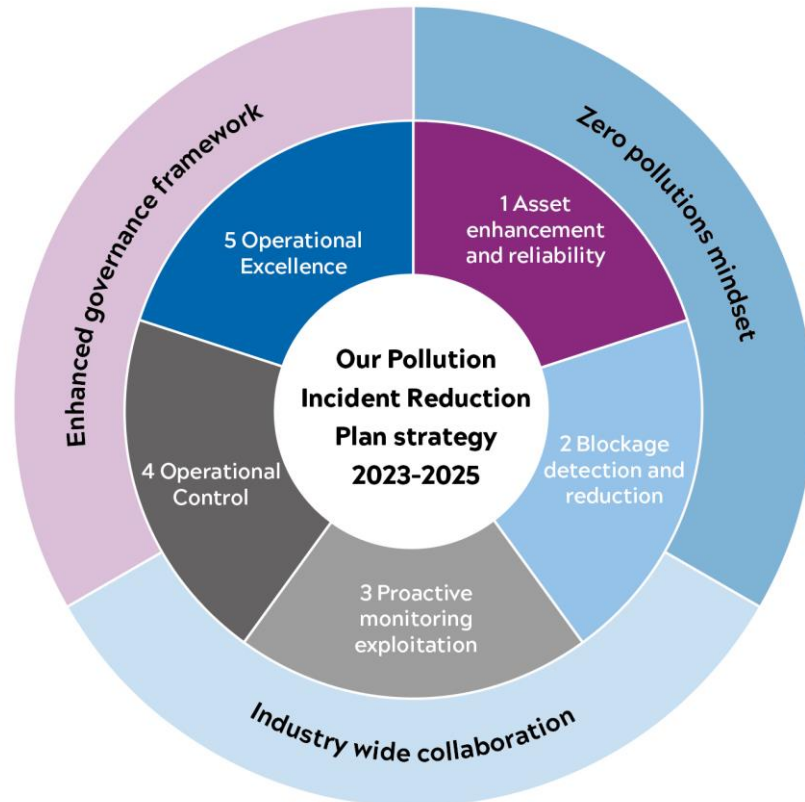 Enhanced governance framework
Zero pollutions mindset
Industry wide collaboration
Our Pollution
Incident Reduction
Plan strategy
2023-2025
1 Asset
enhancement
and reliability
2 Blockage
detection and
reduction
3 Proactive
monitoring
exploitation
4 Operational
Control
5 Operational
Excellence